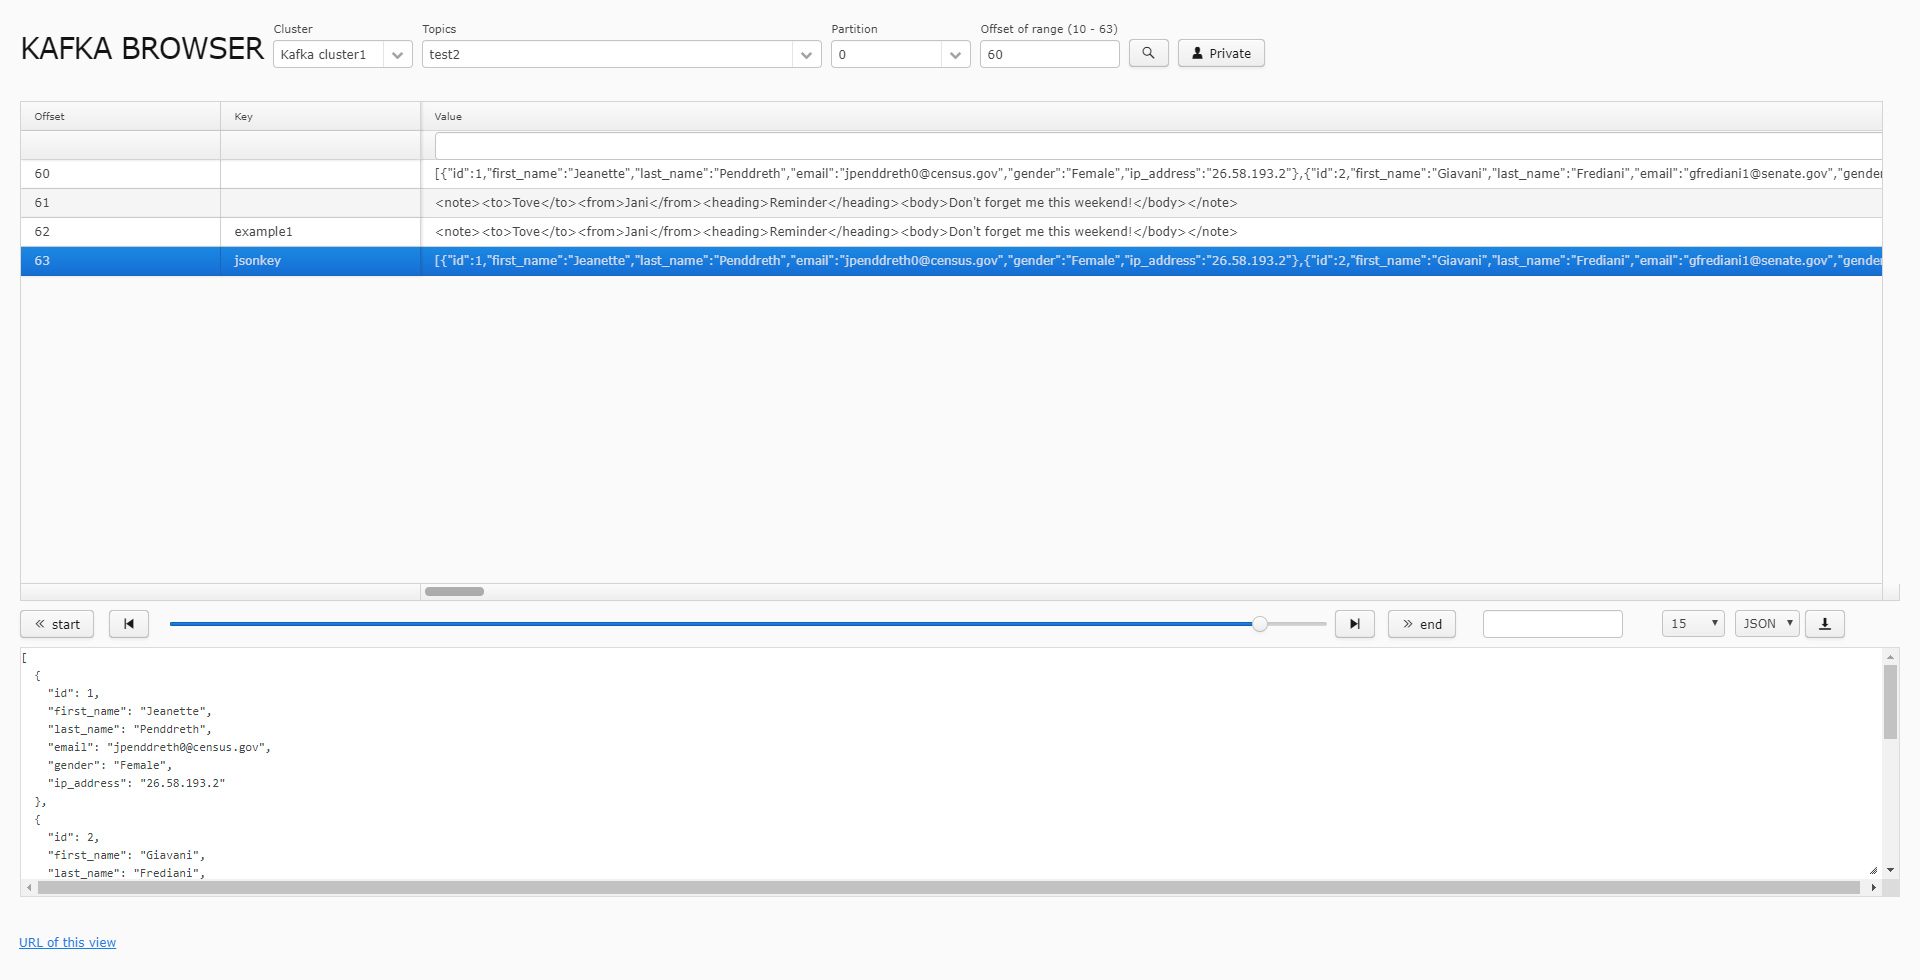 KAFKA BROWSER
Cluster
Kafka cluster1
Topics
test2
Partition
0
Offset of range (10 - 63)
60
Private
Offset Key Value
60 [{"id":1,"first_name":"Jeanette","last_name":"Penddreth","email":"jpenddreth0@census.gov","gender":"Female","ip_address":"26.58.193.2"},{"id":2,"first_name":"Giavani","last_name":"Frediani","email":"gfrediani1@senate.gov","gender
61 <note><to>Tove</to><from>Jani</from><heading>Reminder</heading><body>Don't forget me this weekend!</body></note>
62 example1 <note><to>Tove</to><from>Jani</from><heading>Reminder</heading><body>Don't forget me this weekend!</body></note>
63 jsonkey [{"id":1,"first_name":"Jeanette","last_name":"Penddreth","email":"jpenddreth0@census.gov","gender":"Female","ip_address":"26.58.193.2"},{"id":2,"first_name":"Giavani","last_name":"Frediani","email":"gfrediani1@senate.gov","gender
« start
» end
15
JSON
[
{
"id": 1,
"first_name": "Jeanette",
"last_name": "Penddreth",
"email": "jpenddreth0@census.gov",
"gender": "Female",
"ip_address": "26.58.193.2"
},
{
"id": 2,
"first_name": "Giavani",
"last_name": "Frediani",
URL of this view